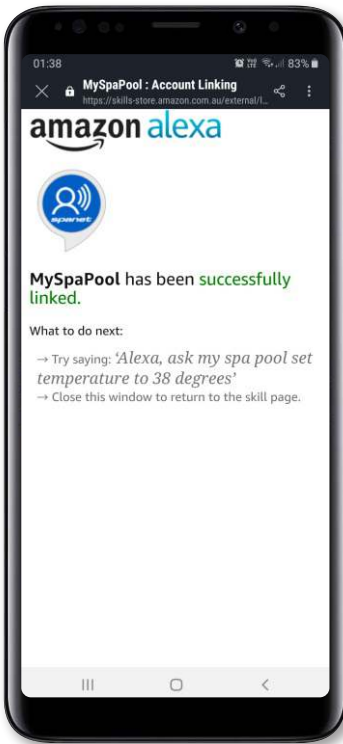 01:38
83%
MySpaPool : Account Linking
https://skills-store.amazon.com.au/external/l...
amazon alexa
spanet
MySpaPool has been successfully
linked.
What to do next:
→ Try saying: ‘Alexa, ask my spa pool set
temperature to 38 degrees’
→ Close this window to return to the skill page.